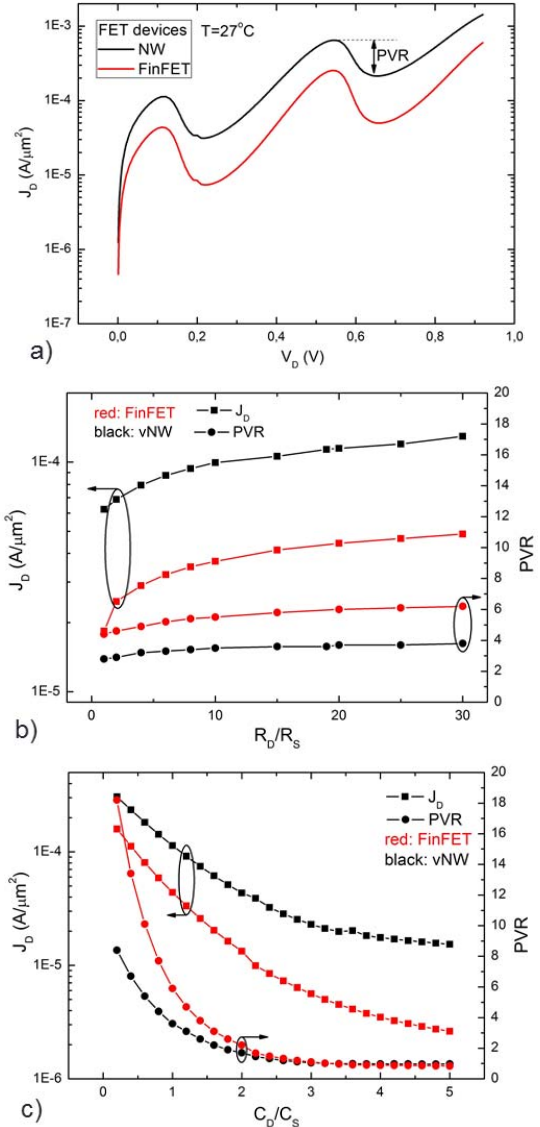 1E-3
FET devices
T=27°C
NW
FinFET
PVR
1E-4
1E-5
1E-6
1E-7
J_D (A/μm²)
0,0 0,2 0,4 0,6 0,8 1,0
V_D (V)
a)
red: FinFET
black: vNW
J_D
PVR
1E-4
1E-5
J_D (A/μm²)
20
18
16
14
12
10
8
6
4
2
0
PVR
0 10 20 30
R_D/R_S
b)
J_D
PVR
red: FinFET
black: vNW
1E-4
1E-5
1E-6
J_D (A/μm²)
20
18
16
14
12
10
8
6
4
2
0
PVR
0 1 2 3 4 5
C_D/C_S
c)